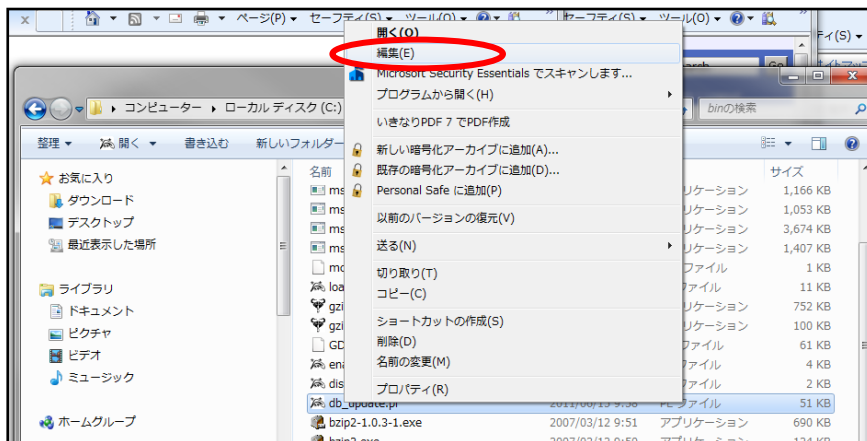 ページ(P) セーフティ(S) ツール(O) セーフティ(S) ツール(O)
開く(O)
編集(E)
Microsoft Security Essentials でスキャンします...
プログラムから開く(H)
いきなりPDF 7 でPDF作成
新しい暗号化アーカイブに追加(A)...
既存の暗号化アーカイブに追加(D)...
Personal Safe に追加(P)
以前のバージョンの復元(V)
送る(N)
切り取り(T)
コピー(C)
ショートカットの作成(S)
削除(D)
名前の変更(M)
プロパティ(R)
コンピューター ローカル ディスク (C:) binの検索
整理 開く 書き込む 新しいフォルダー
お気に入り
ダウンロード
デスクトップ
最近表示した場所
ライブラリ
ドキュメント
ピクチャ
ビデオ
ミュージック
ホームグループ
名前 サイズ
1,166 KB
1,053 KB
3,674 KB
1,407 KB
1 KB
11 KB
752 KB
100 KB
61 KB
4 KB
2 KB
db_update.pl 2011/06/15 9:58 PL ファイル 51 KB
bzip2-1.0.3-1.exe 2007/03/12 9:51 アプリケーション 690 KB